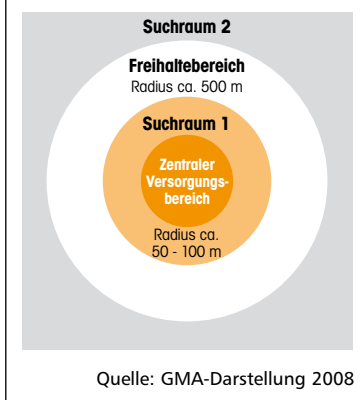 Suchraum 2
Freihaltebereich
Radius ca. 500 m
Suchraum 1
Zentraler
Versorgungs-
bereich
Radius ca.
50 - 100 m
Quelle: GMA-Darstellung 2008